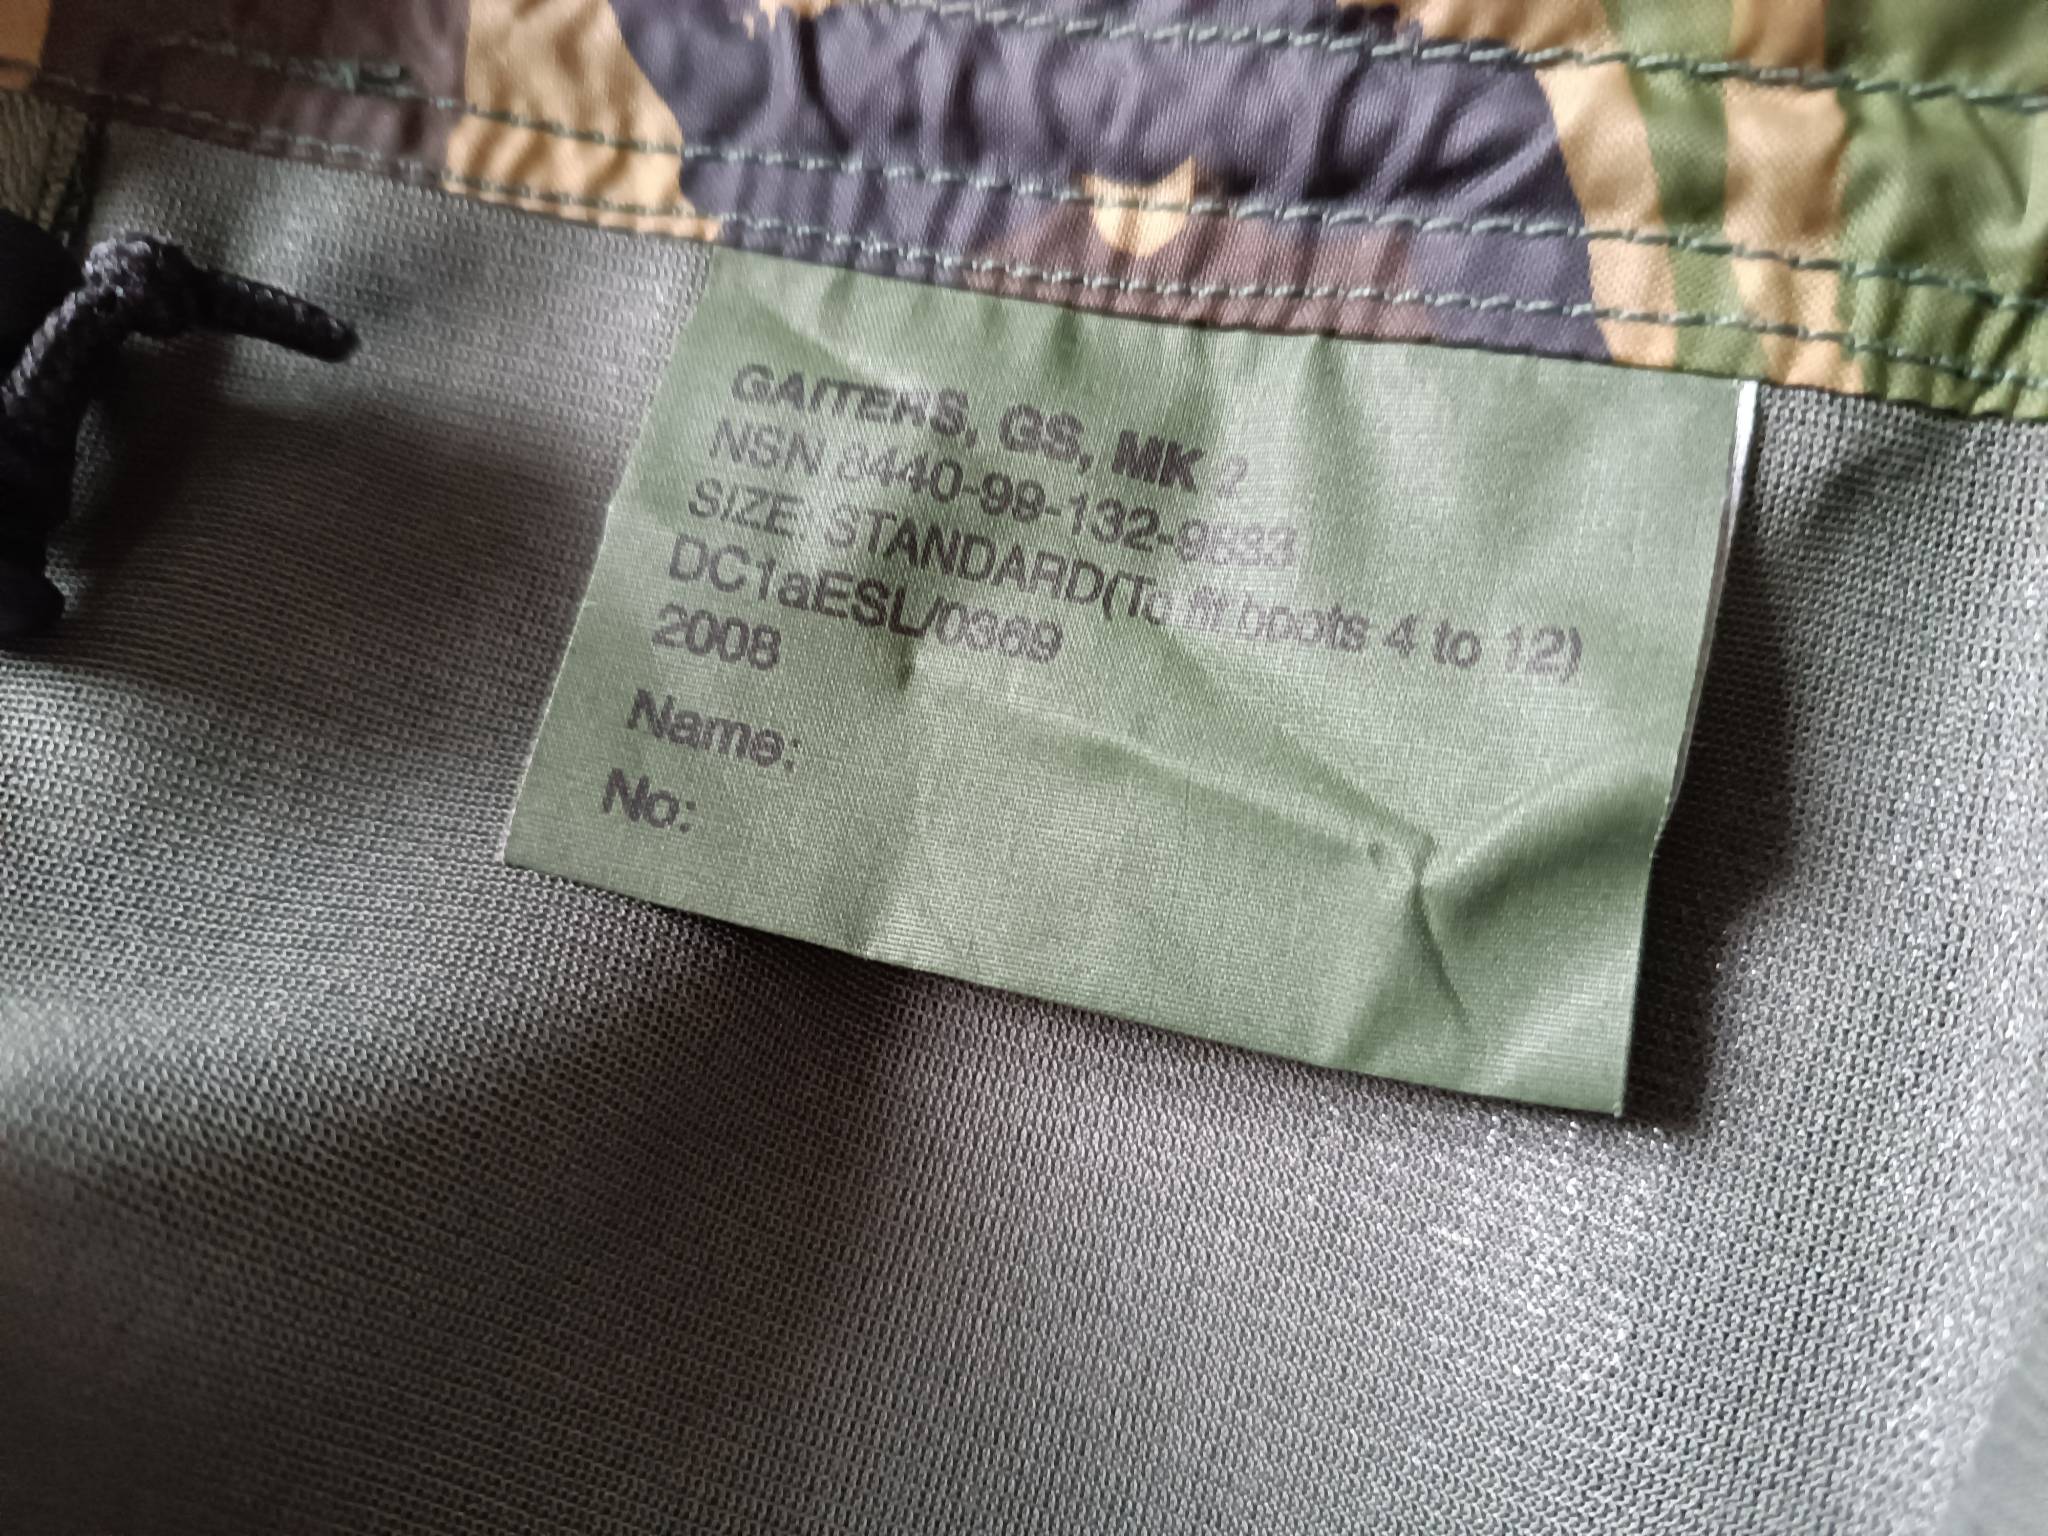 GAITERS, GS, MK 2
NSN 8440-99-132-9833
SIZE: STANDARD(To fit boots 4 to 12)
DC1aESL/0369
2008
Name:
No: